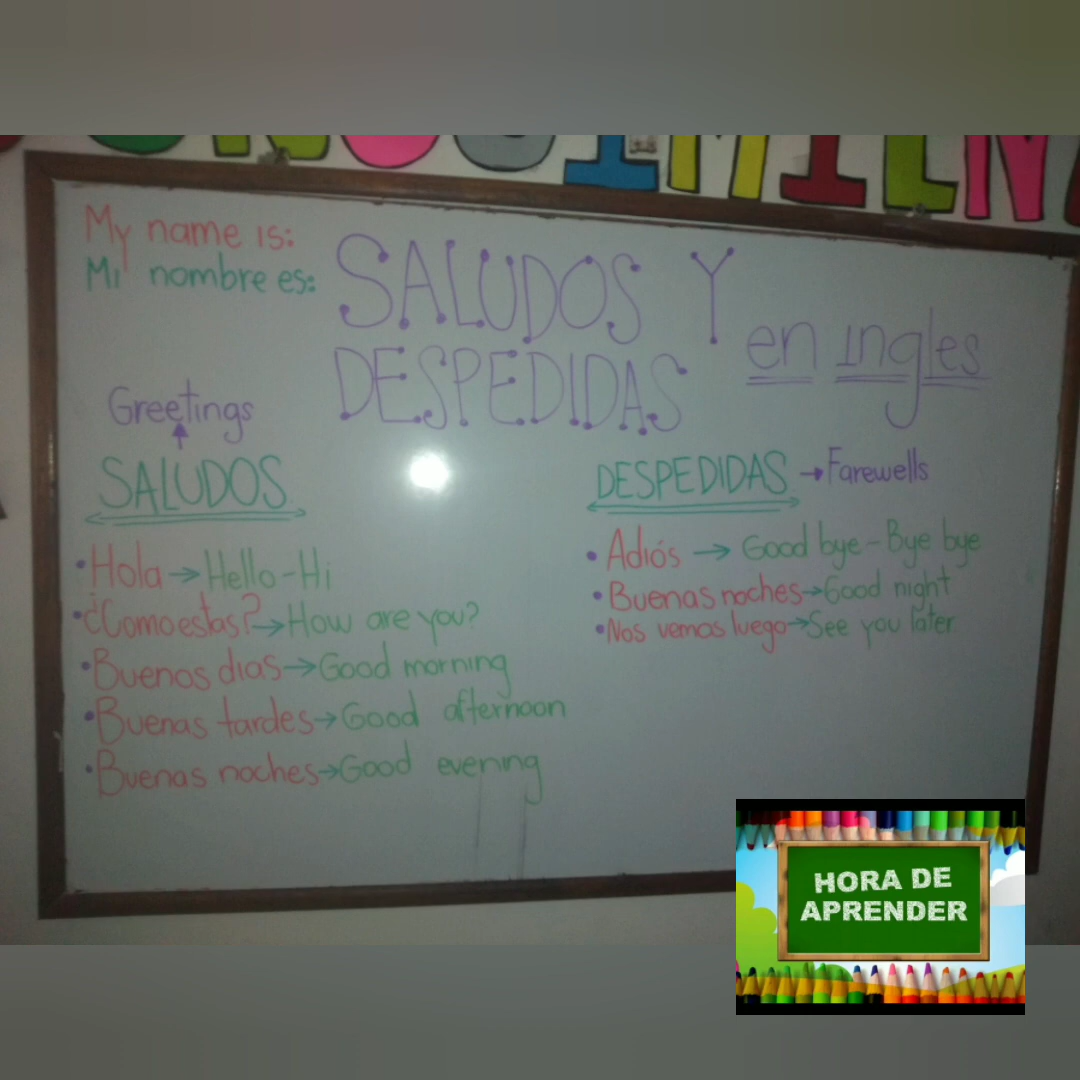 My name is:
Mi nombre es:
SALUDOS Y
DESPEDIDAS
en ingles
Greetings
SALUDOS
• Hola → Hello - Hi
• ¿Como estas? → How are you?
• Buenos dias → Good morning
• Buenas tardes → Good afternoon
• Buenas noches → Good evening
DESPEDIDAS → Farewells
• Adiós → Good bye - Bye bye
• Buenas noches → Good night
• Nos vemos luego → See you later.
HORA DE
APRENDER